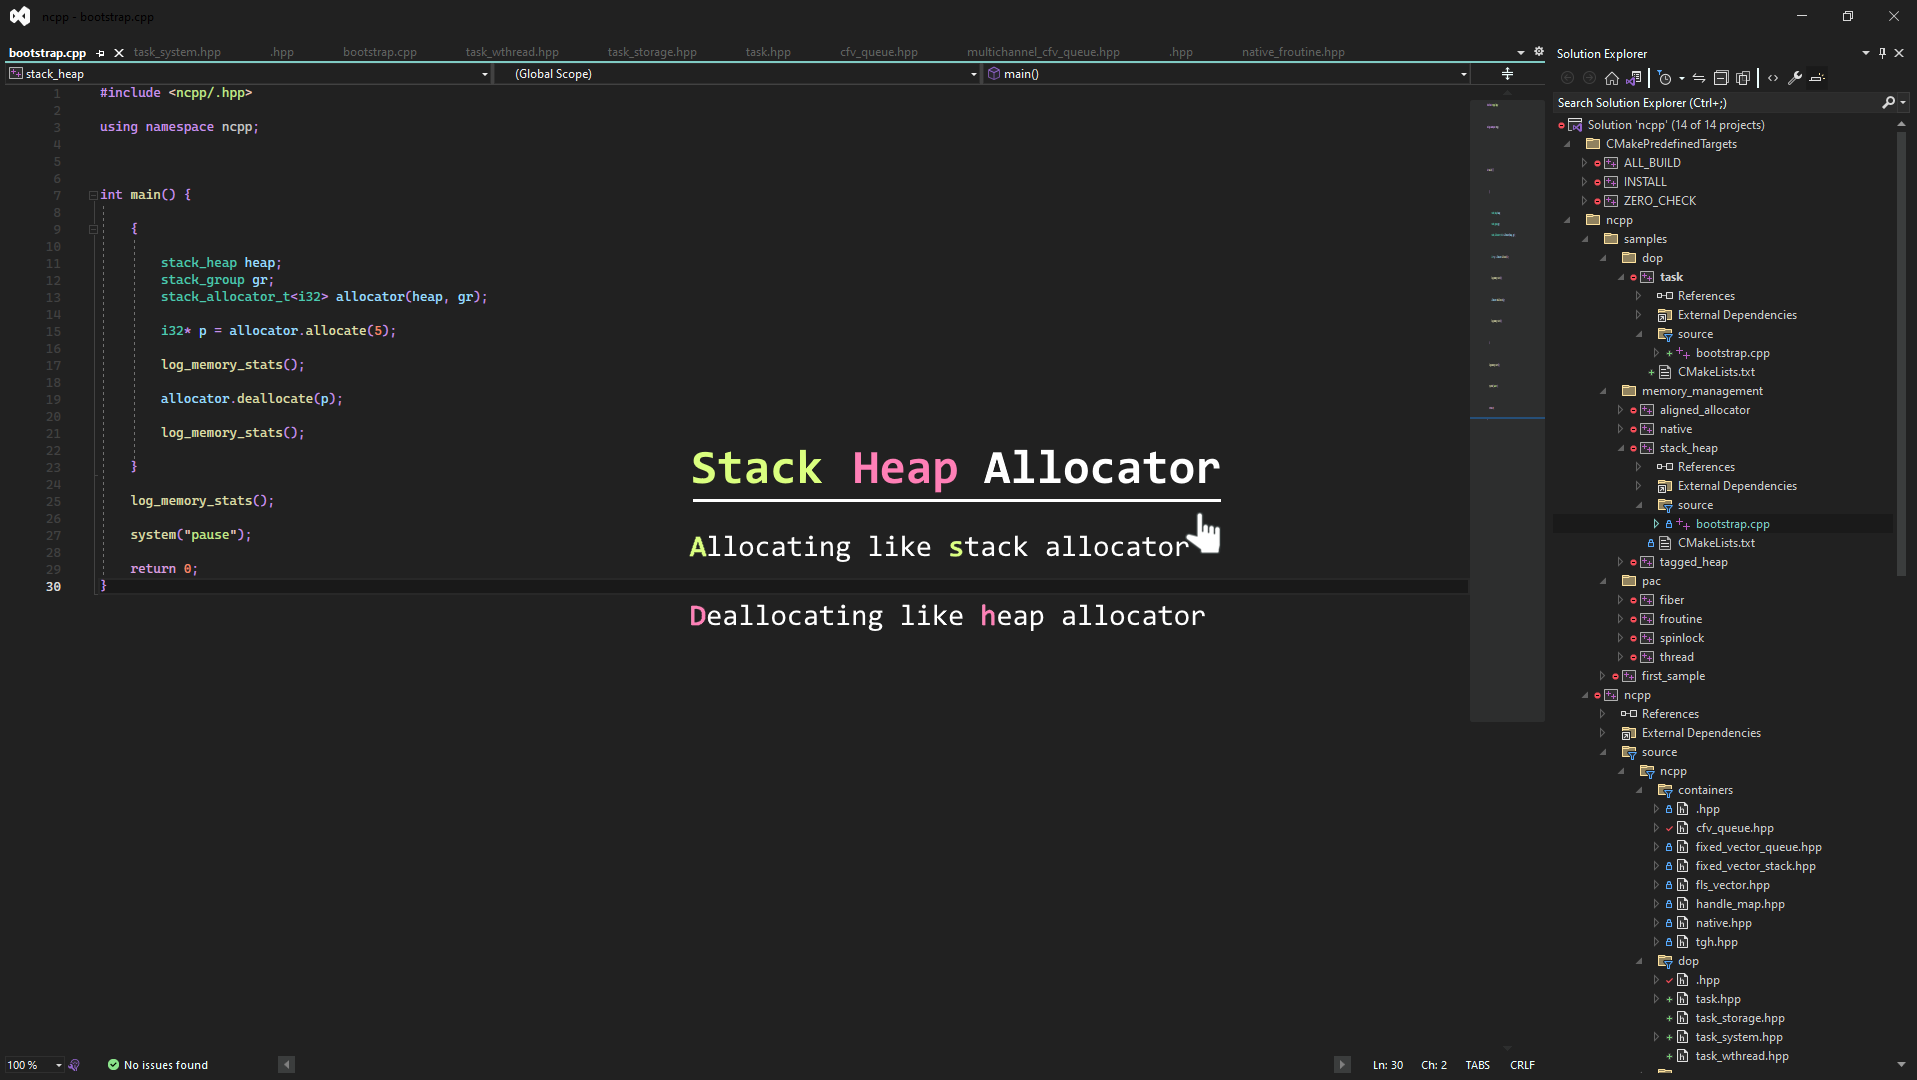 ncpp - bootstrap.cpp
bootstrap.cpp task_system.hpp .hpp bootstrap.cpp task_wthread.hpp task_storage.hpp task.hpp cfv_queue.hpp multichannel_cfv_queue.hpp .hpp native_froutine.hpp
stack_heap (Global Scope) main()
1 #include <ncpp/.hpp>
2
3 using namespace ncpp;
4
5
6
7 int main() {
8
9 {
10
11 stack_heap heap;
12 stack_group gr;
13 stack_allocator_t<i32> allocator(heap, gr);
14
15 i32* p = allocator.allocate(5);
16
17 log_memory_stats();
18
19 allocator.deallocate(p);
20
21 log_memory_stats();
22
23 }
24
25 log_memory_stats();
26
27 system("pause");
28
29 return 0;
30 }
Stack Heap Allocator
Allocating like stack allocator
Deallocating like heap allocator
Solution Explorer
Search Solution Explorer (Ctrl+;)
Solution 'ncpp' (14 of 14 projects)
CMakePredefinedTargets
ALL_BUILD
INSTALL
ZERO_CHECK
ncpp
samples
dop
task
References
External Dependencies
source
bootstrap.cpp
CMakeLists.txt
memory_management
aligned_allocator
native
stack_heap
References
External Dependencies
source
bootstrap.cpp
CMakeLists.txt
tagged_heap
pac
fiber
froutine
spinlock
thread
first_sample
ncpp
References
External Dependencies
source
ncpp
containers
.hpp
cfv_queue.hpp
fixed_vector_queue.hpp
fixed_vector_stack.hpp
fls_vector.hpp
handle_map.hpp
native.hpp
tgh.hpp
dop
.hpp
task.hpp
task_storage.hpp
task_system.hpp
task_wthread.hpp
100 % No issues found Ln: 30 Ch: 2 TABS CRLF